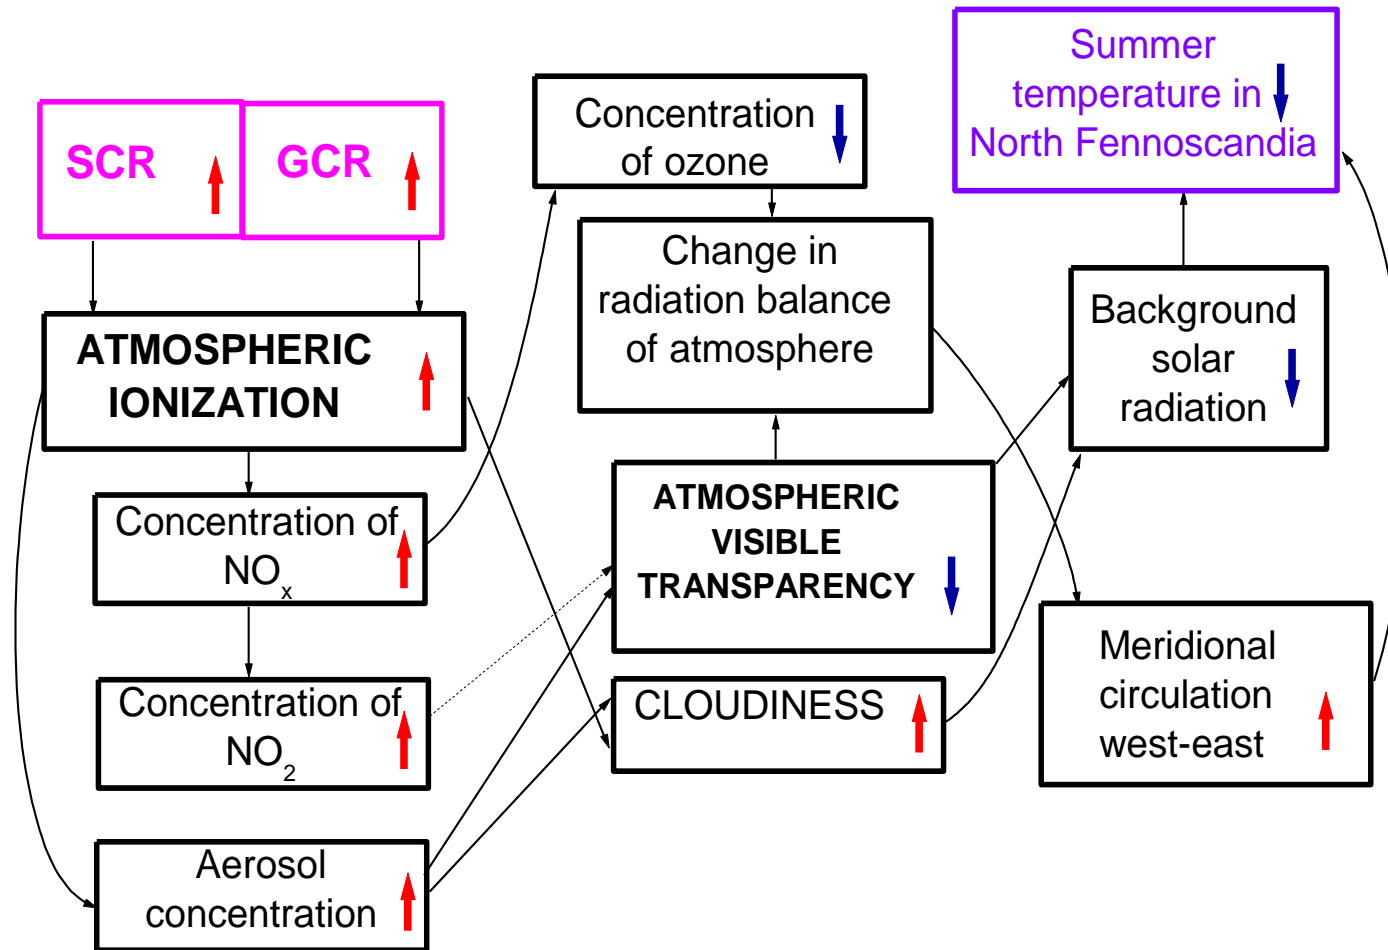 SCR
GCR
ATMOSPHERIC
IONIZATION
Concentration of
NOx
Concentration of
NO2
Aerosol
concentration
Concentration
of ozone
Change in
radiation balance
of atmosphere
ATMOSPHERIC
VISIBLE
TRANSPARENCY
CLOUDINESS
Summer
temperature in
North Fennoscandia
Background
solar
radiation
Meridional
circulation
west-east